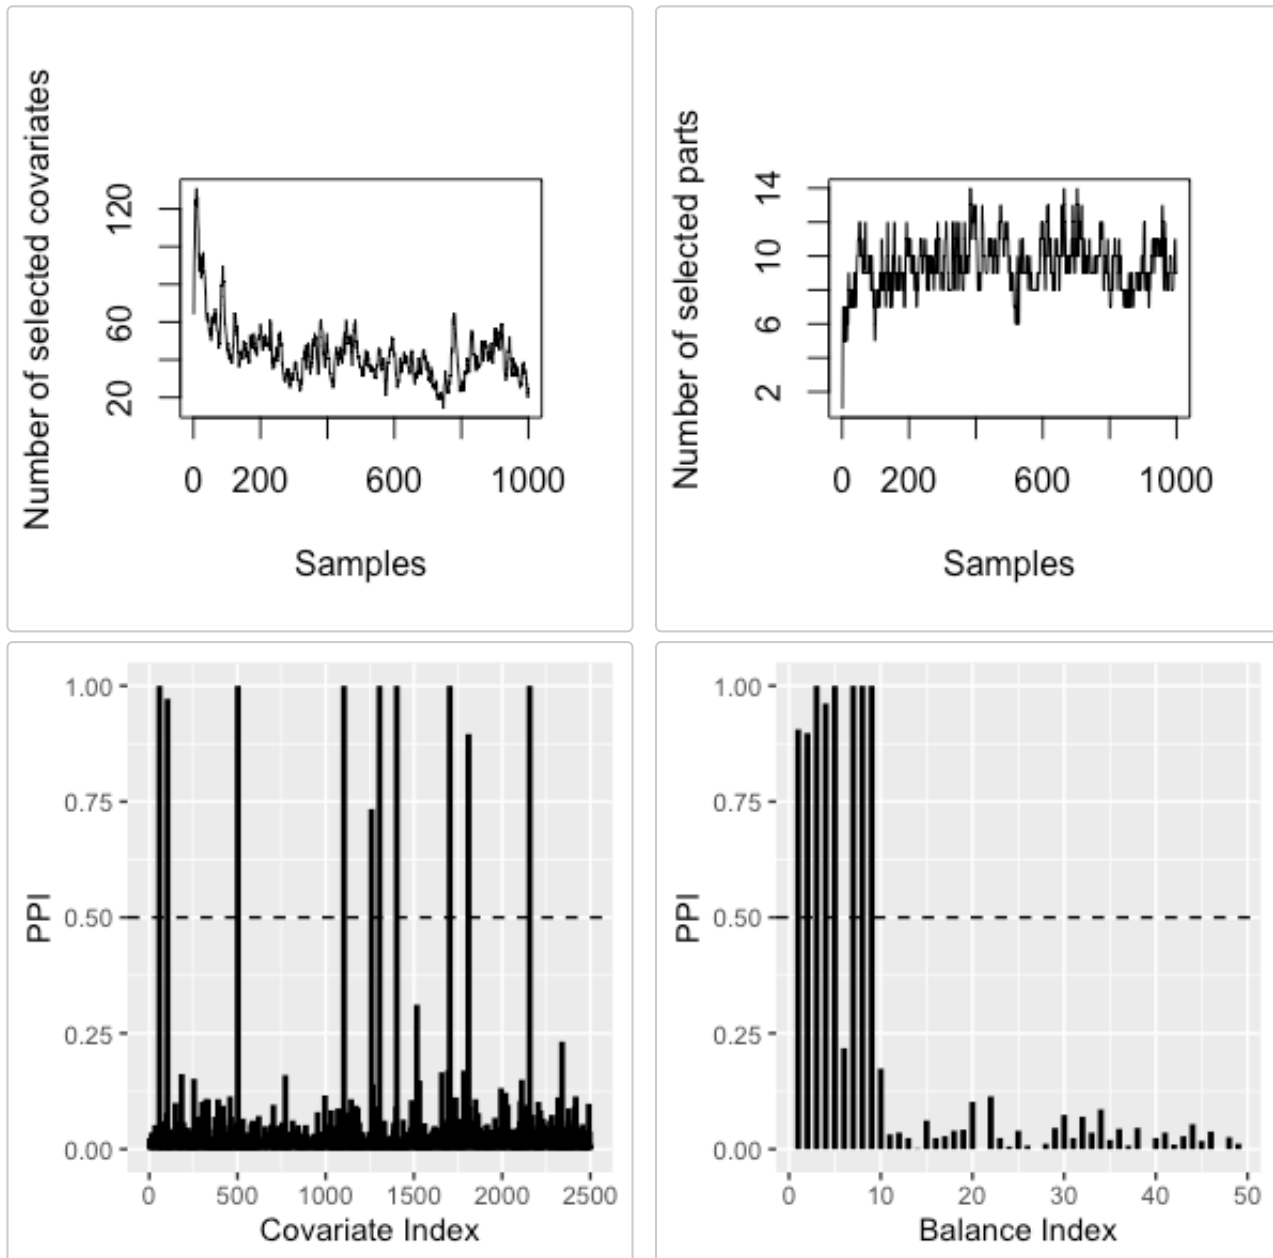 Number of selected covariates
120
60
20
0 200 600 1000
Samples
Number of selected parts
14
10
6
2
0 200 600 1000
Samples
PPI
1.00
0.75
0.50
0.25
0.00
0 500 1000 1500 2000 2500
Covariate Index
PPI
1.00
0.75
0.50
0.25
0.00
0 10 20 30 40 50
Balance Index